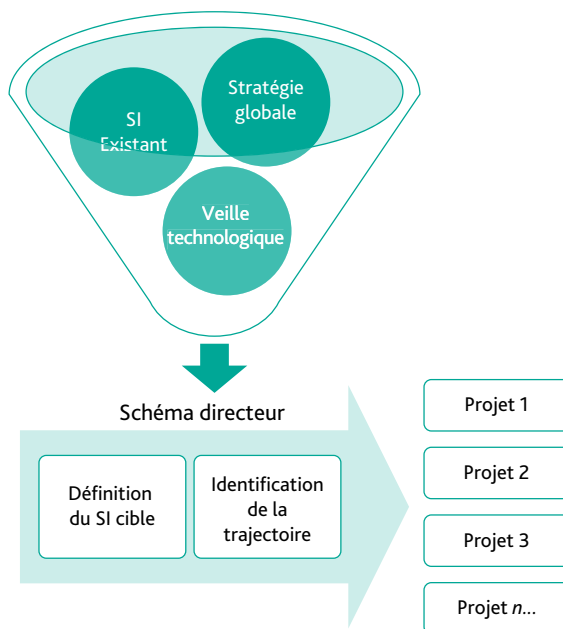 Stratégie
globale
SI
Existant
Veille
technologique
Schéma directeur
Définition
du SI cible
Identification
de la
trajectoire
Projet 1
Projet 2
Projet 3
Projet n...